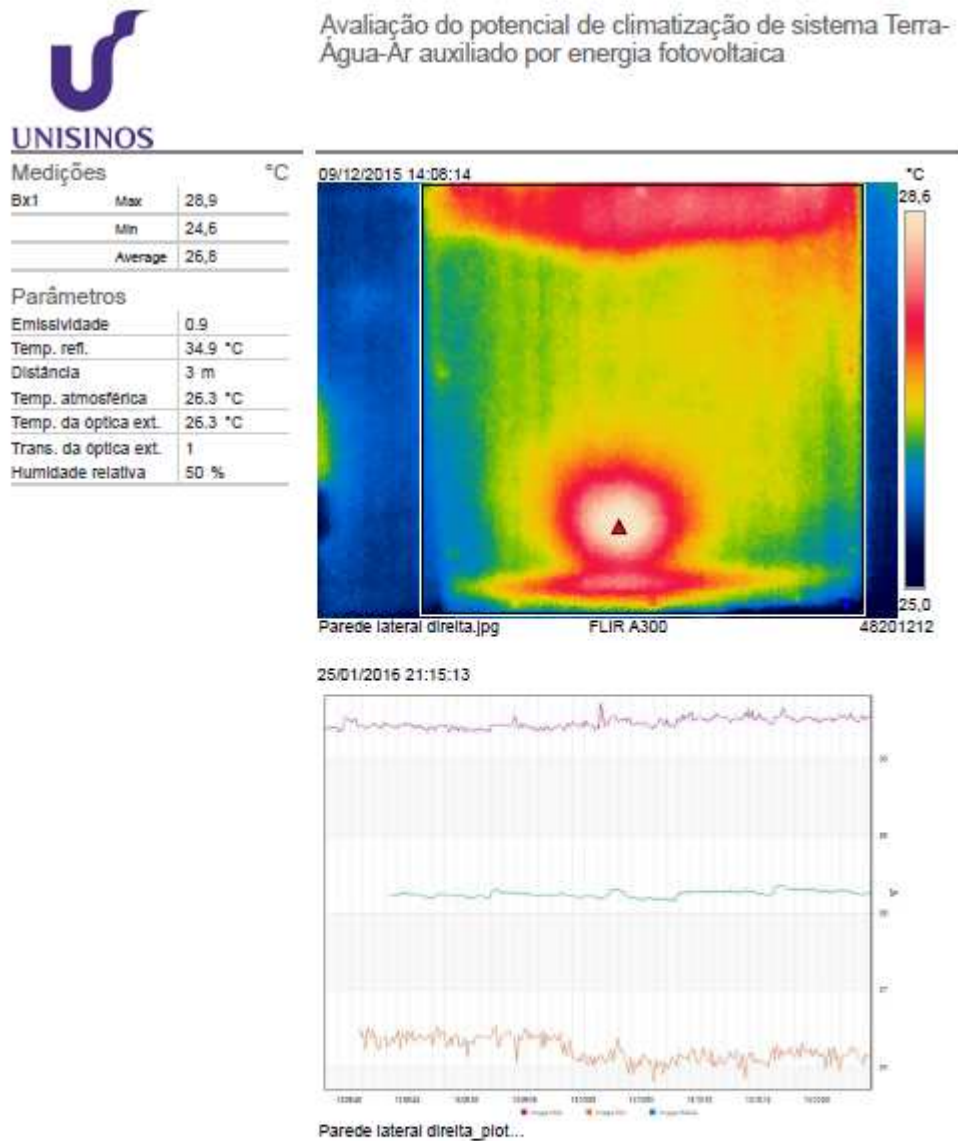 Avaliação do potencial de climatização de sistema Terra-
Água-Ar auxiliado por energia fotovoltaica
UNISINOS
Medições °C
Bx1 Max 28,9
Min 24,6
Average 26,8
Parâmetros
Emissividade 0.9
Temp. refl. 34.9 °C
Distância 3 m
Temp. atmosférica 26.3 °C
Temp. da óptica ext. 26.3 °C
Trans. da óptica ext. 1
Humidade relativa 50 %
09/12/2015 14:08:14
°C
28,6
25,0
Parede lateral direita.jpg FLIR A300 48201212
25/01/2016 21:15:13
Parede lateral direita_plot...